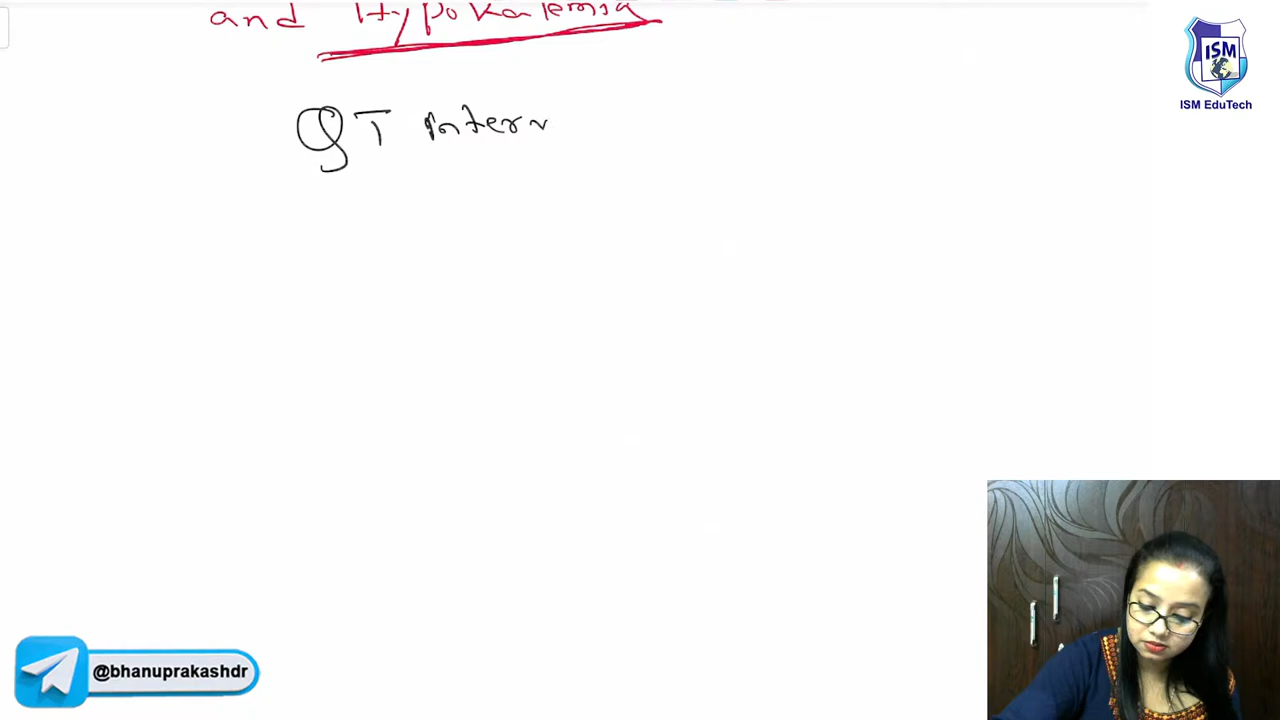 and Hypokalemia
QT interv
ISM
ISM EduTech
@bhanuprakashdr